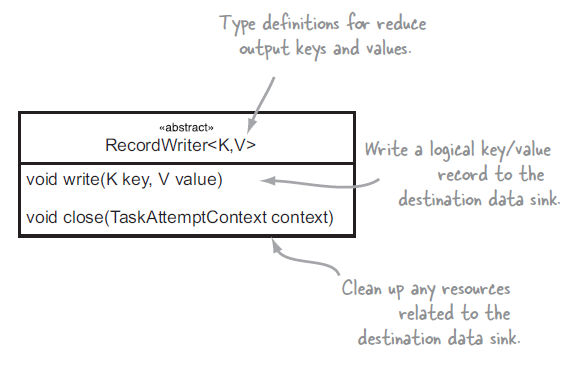 Type definitions for reduce
output keys and values.
«abstract»
RecordWriter<K,V>
void write(K key, V value)
void close(TaskAttemptContext context)
Write a logical key/value
record to the
destination data sink.
Clean up any resources
related to the
destination data sink.